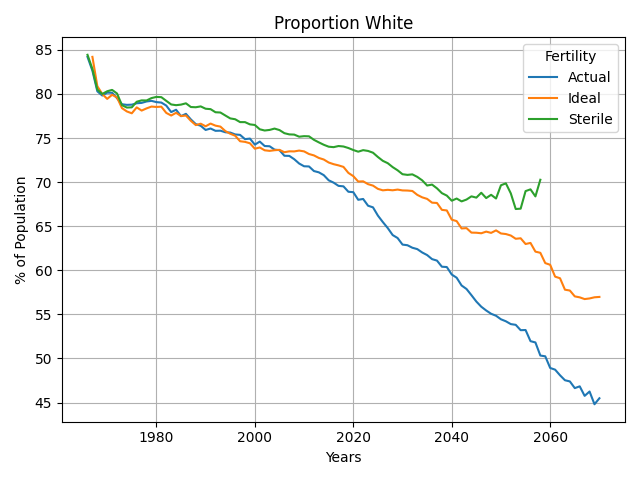 Proportion White
% of Population
85
80
75
70
65
60
55
50
45
Fertility
Actual
Ideal
Sterile
1980
2000
2020
2040
2060
Years